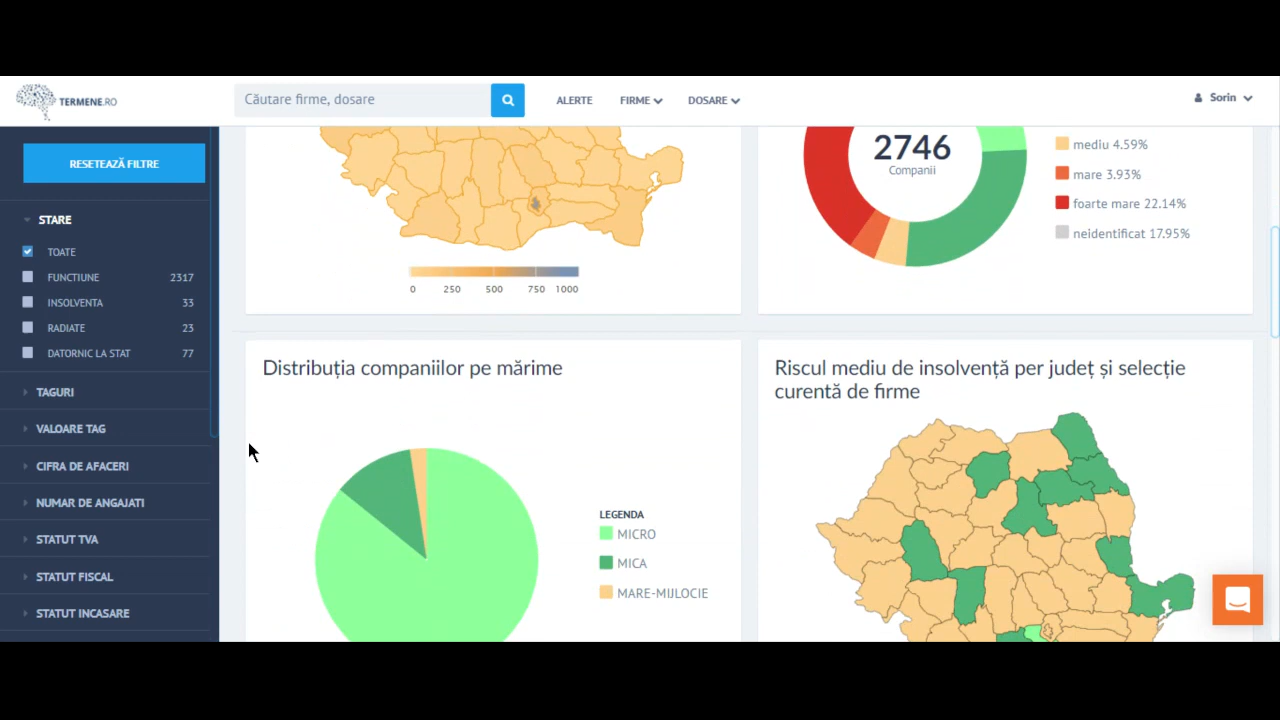 TERMENE.RO
Căutare firme, dosare
ALERTE
FIRME
DOSARE
Sorin
RESETEAZĂ FILTRE
STARE
TOATE
FUNCTIUNE 2317
INSOLVENTA 33
RADIATE 23
DATORNIC LA STAT 77
TAGURI
VALOARE TAG
CIFRA DE AFACERI
NUMAR DE ANGAJATI
STATUT TVA
STATUT FISCAL
STATUT INCASARE
0 250 500 750 1000
2746
Companii
mediu 4.59%
mare 3.93%
foarte mare 22.14%
neidentificat 17.95%
Distribuția companiilor pe mărime
LEGENDA
MICRO
MICA
MARE-MIJLOCIE
Riscul mediu de insolvență per județ și selecție
curentă de firme